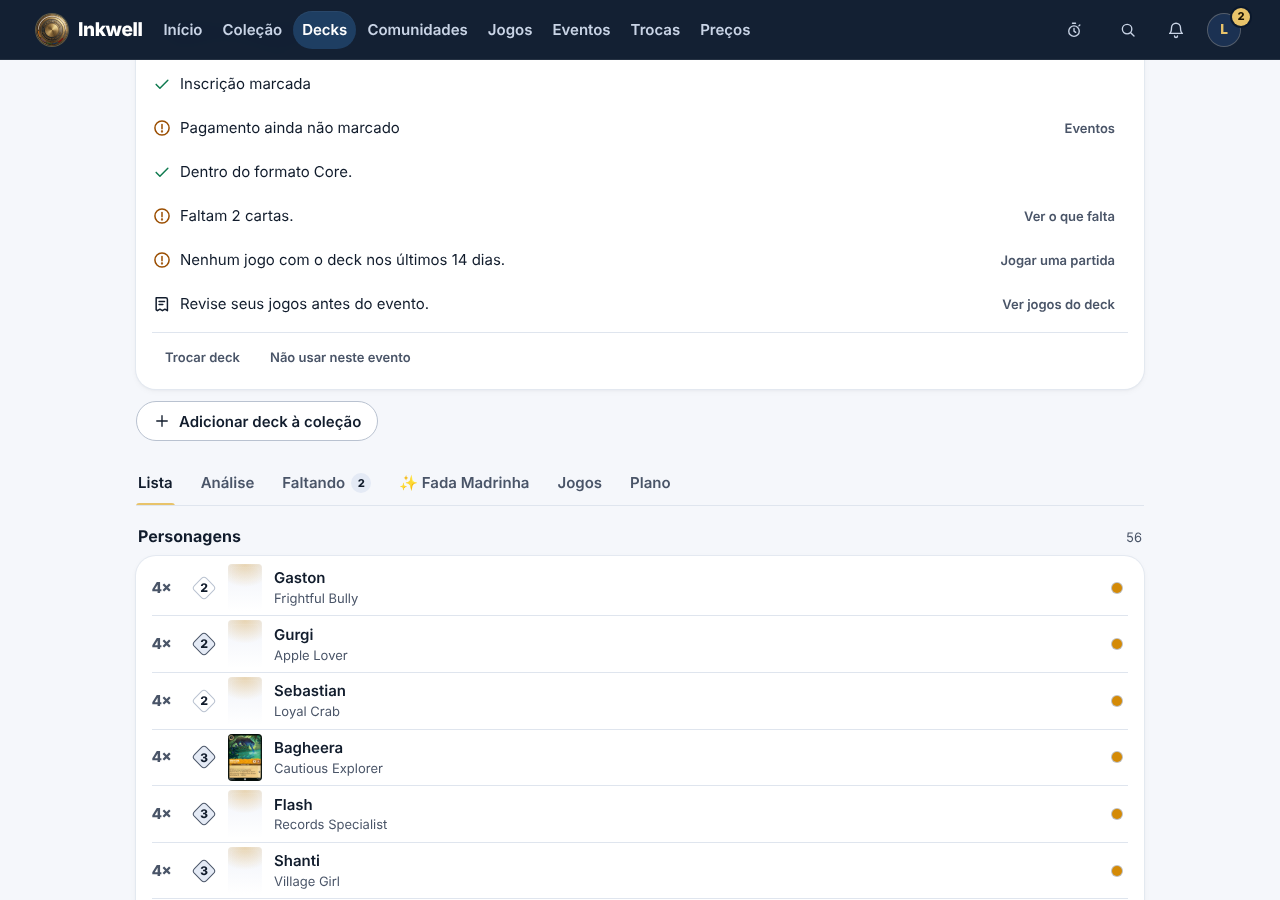 Inkwell Início Coleção Decks Comunidades Jogos Eventos Trocas Preços L 2
Inscrição marcada
Pagamento ainda não marcado Eventos
Dentro do formato Core.
Faltam 2 cartas. Ver o que falta
Nenhum jogo com o deck nos últimos 14 dias. Jogar uma partida
Revise seus jogos antes do evento. Ver jogos do deck
Trocar deck Não usar neste evento
+ Adicionar deck à coleção
Lista Análise Faltando 2 ✨ Fada Madrinha Jogos Plano
Personagens 56
4× 2 Gaston
Frightful Bully
4× 2 Gurgi
Apple Lover
4× 2 Sebastian
Loyal Crab
4× 3 Bagheera
Cautious Explorer
4× 3 Flash
Records Specialist
4× 3 Shanti
Village Girl